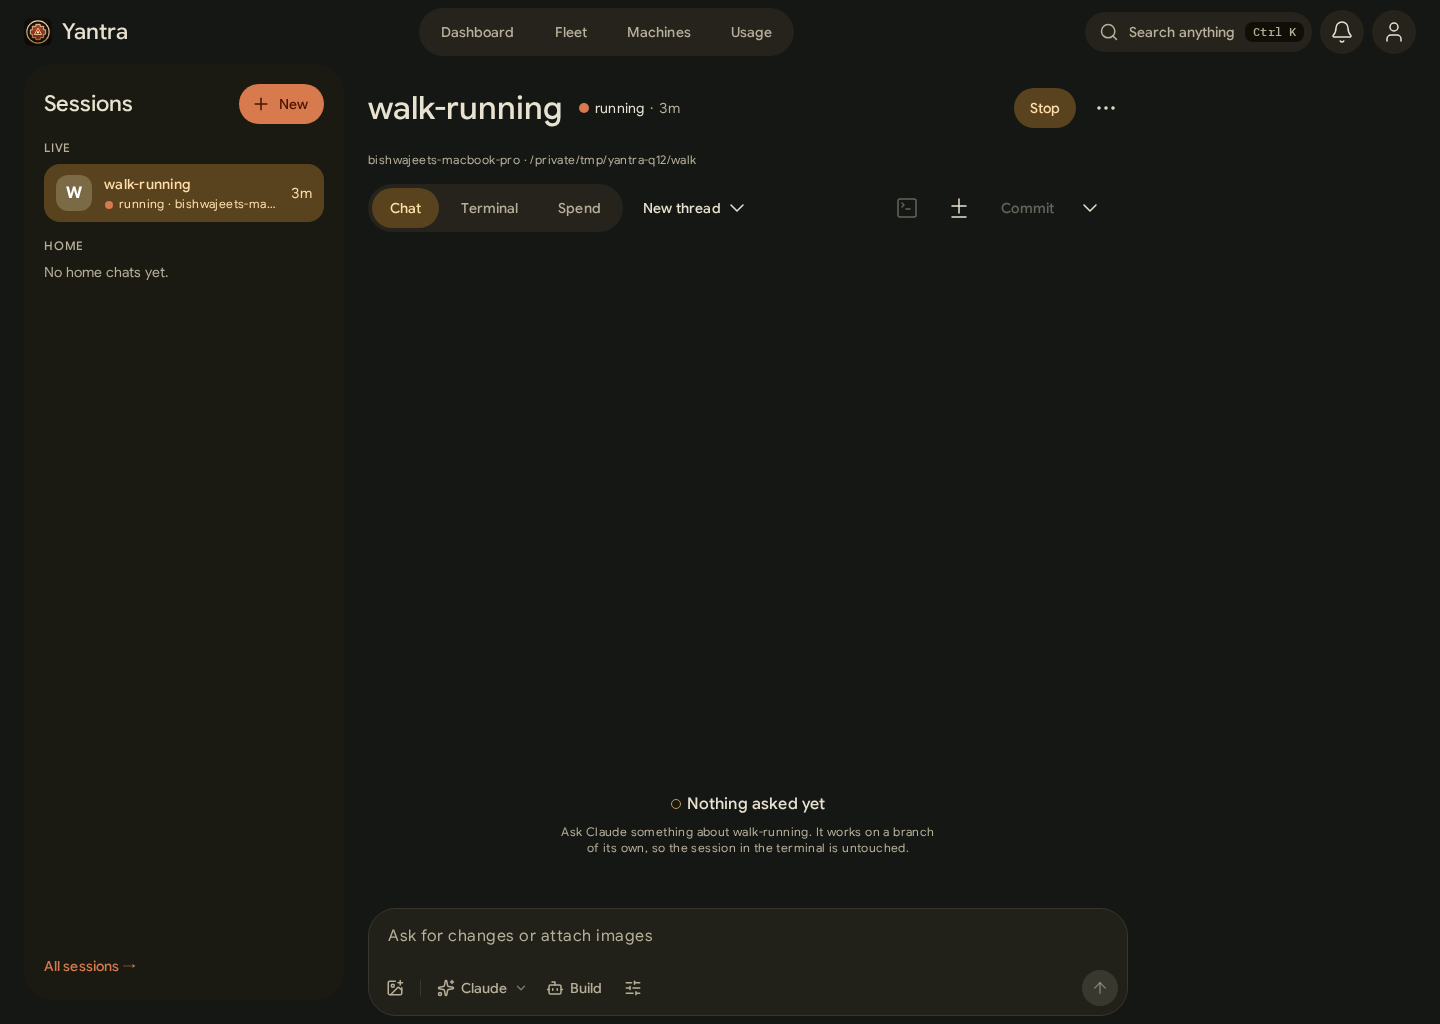 Yantra
Dashboard
Fleet
Machines
Usage
Search anything
Ctrl K
Sessions
New
LIVE
W
walk-running
running · bishwajeets-ma...
3m
HOME
No home chats yet.
All sessions →
walk-running
running · 3m
Stop
bishwajeets-macbook-pro · /private/tmp/yantra-q12/walk
Chat
Terminal
Spend
New thread
Commit
Nothing asked yet
Ask Claude something about walk-running. It works on a branch
of its own, so the session in the terminal is untouched.
Ask for changes or attach images
Claude
Build